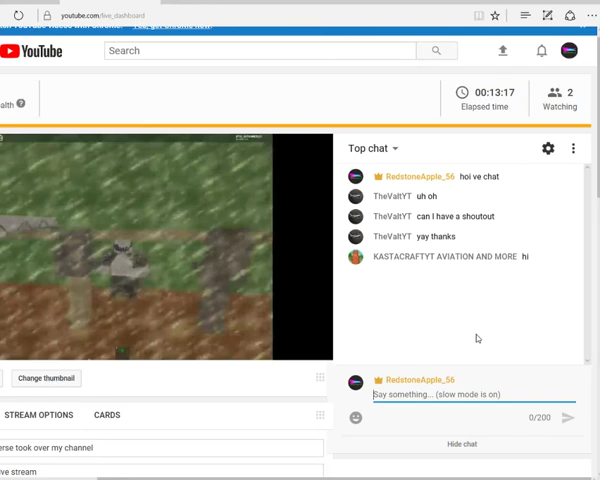 youtube.com/live_dashboard
YouTube
Search
alth ?
00:13:17
Elapsed time
2
Watching
Top chat
RedstoneApple_56 hoi ve chat
TheValtYT uh oh
TheValtYT can I have a shoutout
TheValtYT yay thanks
KASTACRAFTYT AVIATION AND MORE hi
RedstoneApple_56
Say something... (slow mode is on)
0/200
Hide chat
Change thumbnail
STREAM OPTIONS CARDS
erse took over my channel
ive stream